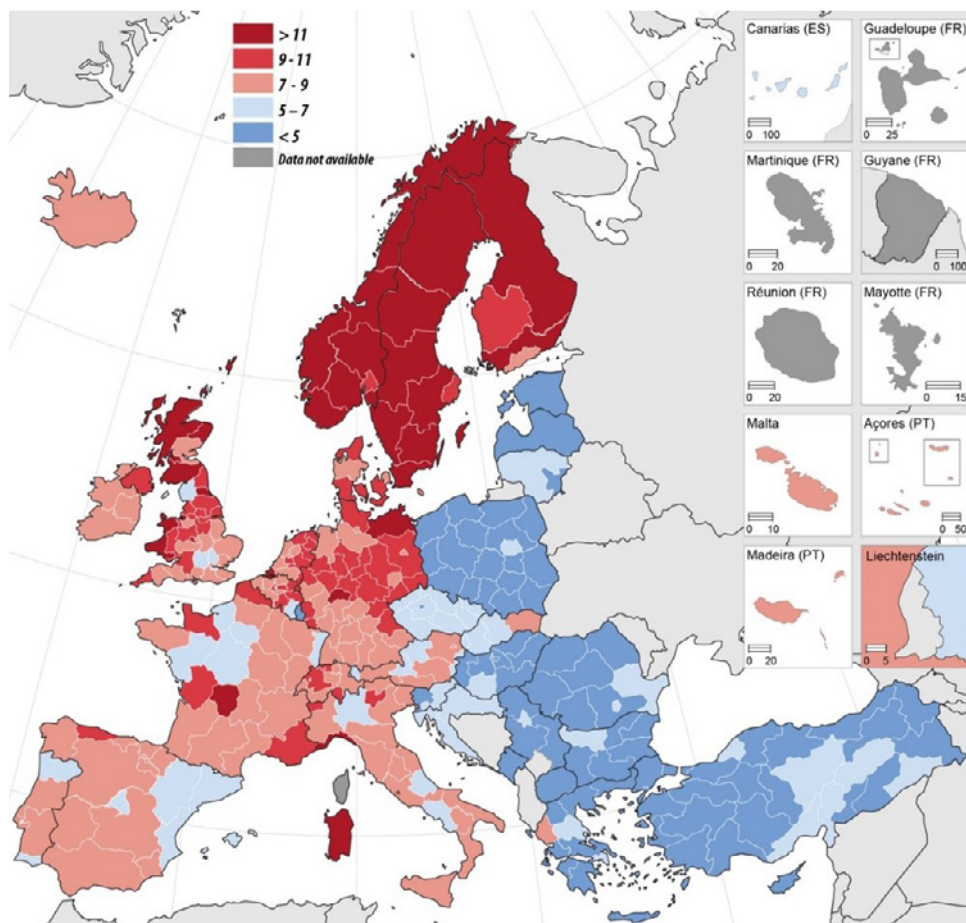 > 11
9 - 11
7 - 9
5 – 7
< 5
Data not available
Canarias (ES)
0 100
Guadeloupe (FR)
0 25
Martinique (FR)
0 20
Guyane (FR)
0 100
Réunion (FR)
0 20
Mayotte (FR)
0 15
Malta
0 10
Açores (PT)
0 50
Madeira (PT)
0 20
Liechtenstein
0 5